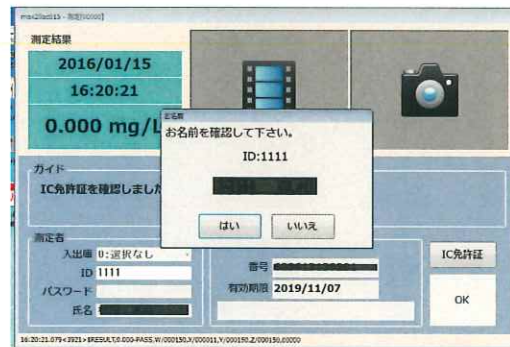 測定結果
2016/01/15
16:20:21
0.000 mg/L
お名前を確認して下さい。
ID:1111
はい
いいえ
ガイド
IC免許証を確認しました
測定者
入出庫 0:選択なし
ID 1111
パスワード
氏名
番号
有効期限 2019/11/07
IC免許証
OK